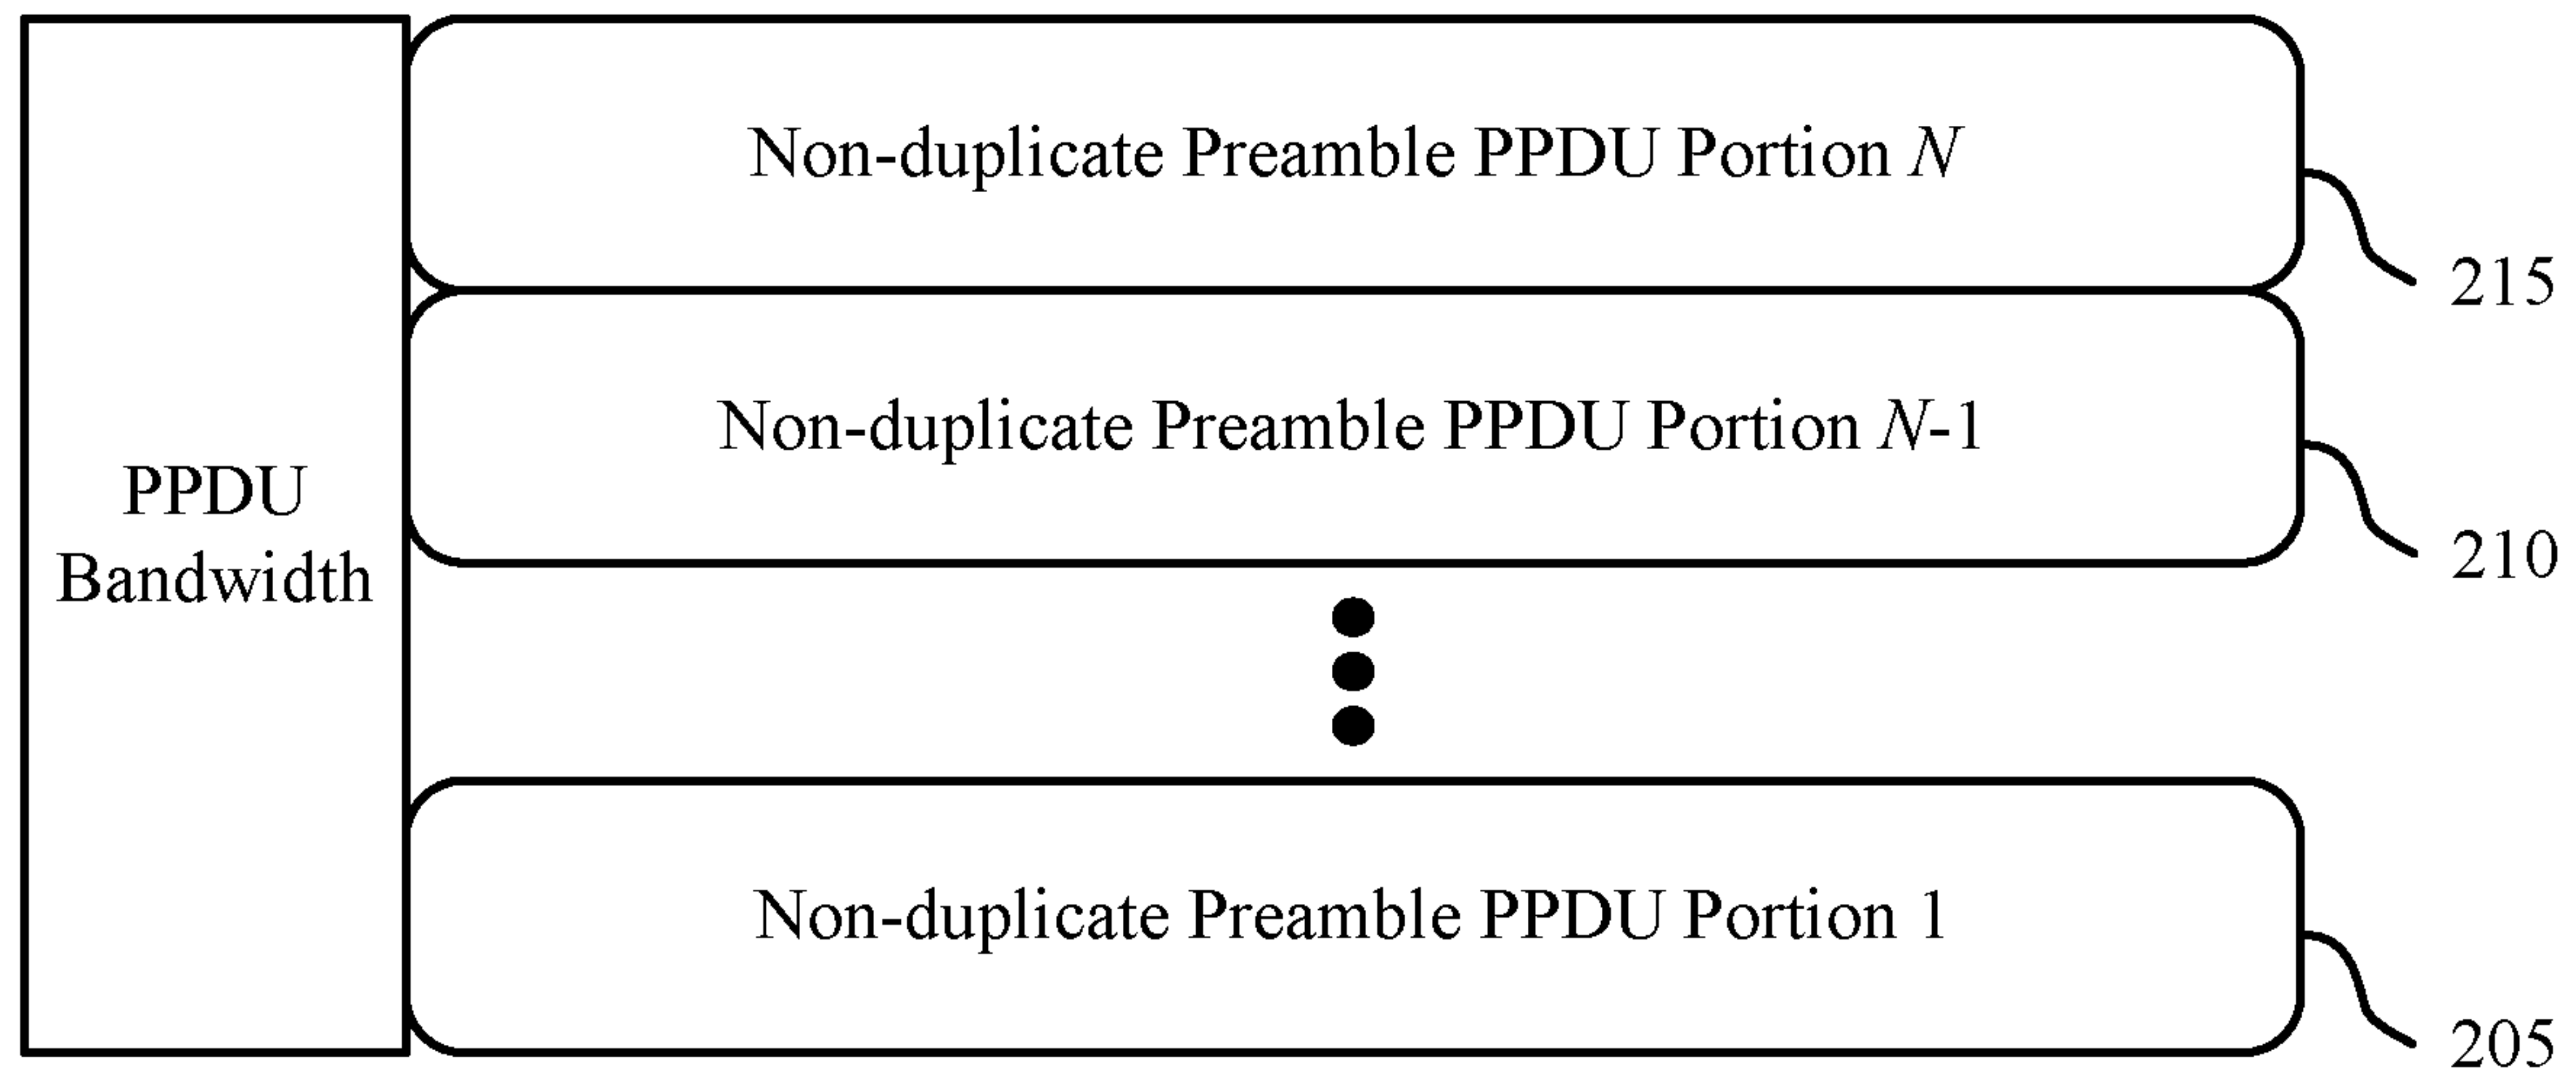 Non-duplicate Preamble PPDU Portion N
215
Non-duplicate Preamble PPDU Portion N-1
210
PPDU
Bandwidth
Non-duplicate Preamble PPDU Portion 1
205